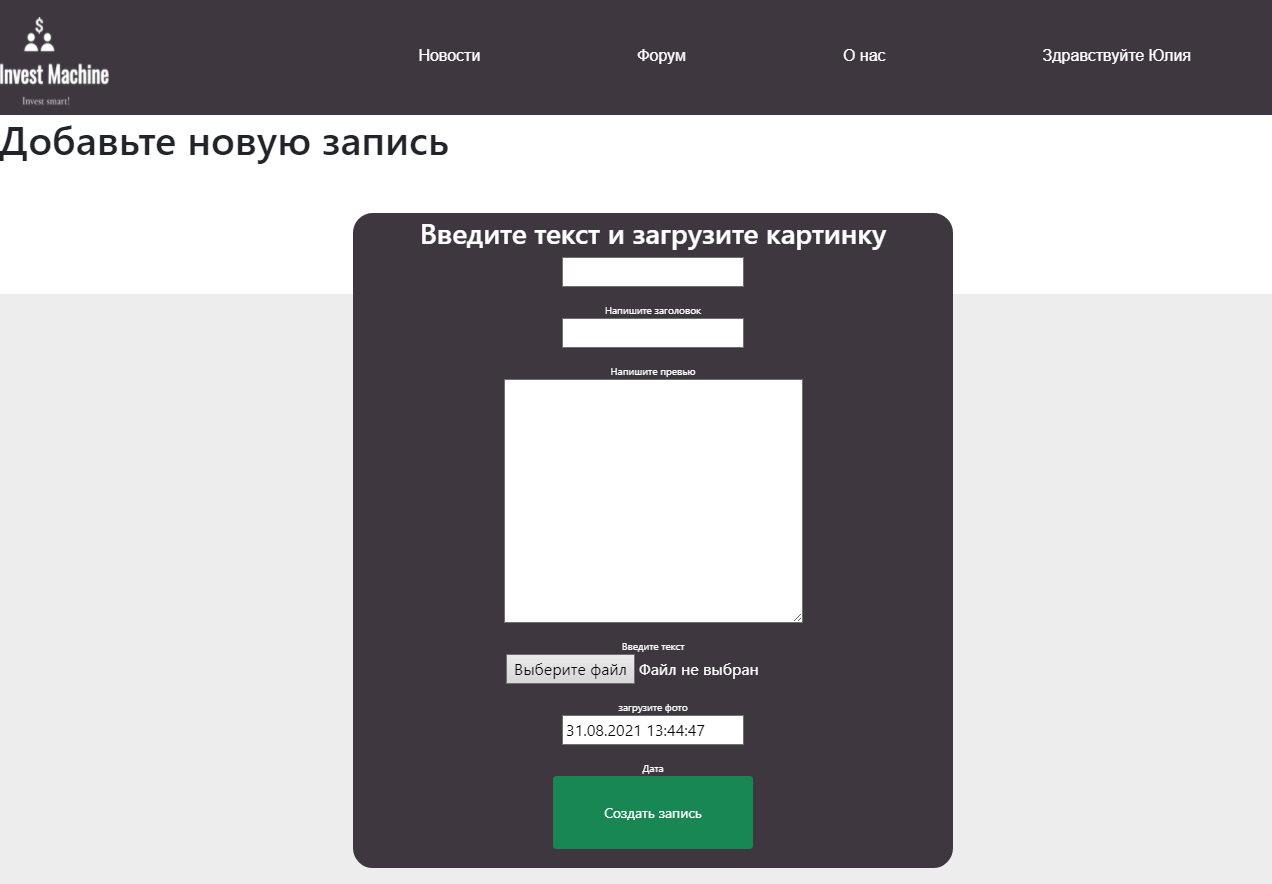 $
Invest Machine
Invest smart!
Новости
Форум
О нас
Здравствуйте Юлия
Добавьте новую запись
Введите текст и загрузите картинку
Напишите заголовок
Напишите превью
Введите текст
Выберите файл Файл не выбран
загрузите фото
31.08.2021 13:44:47
Дата
Создать запись